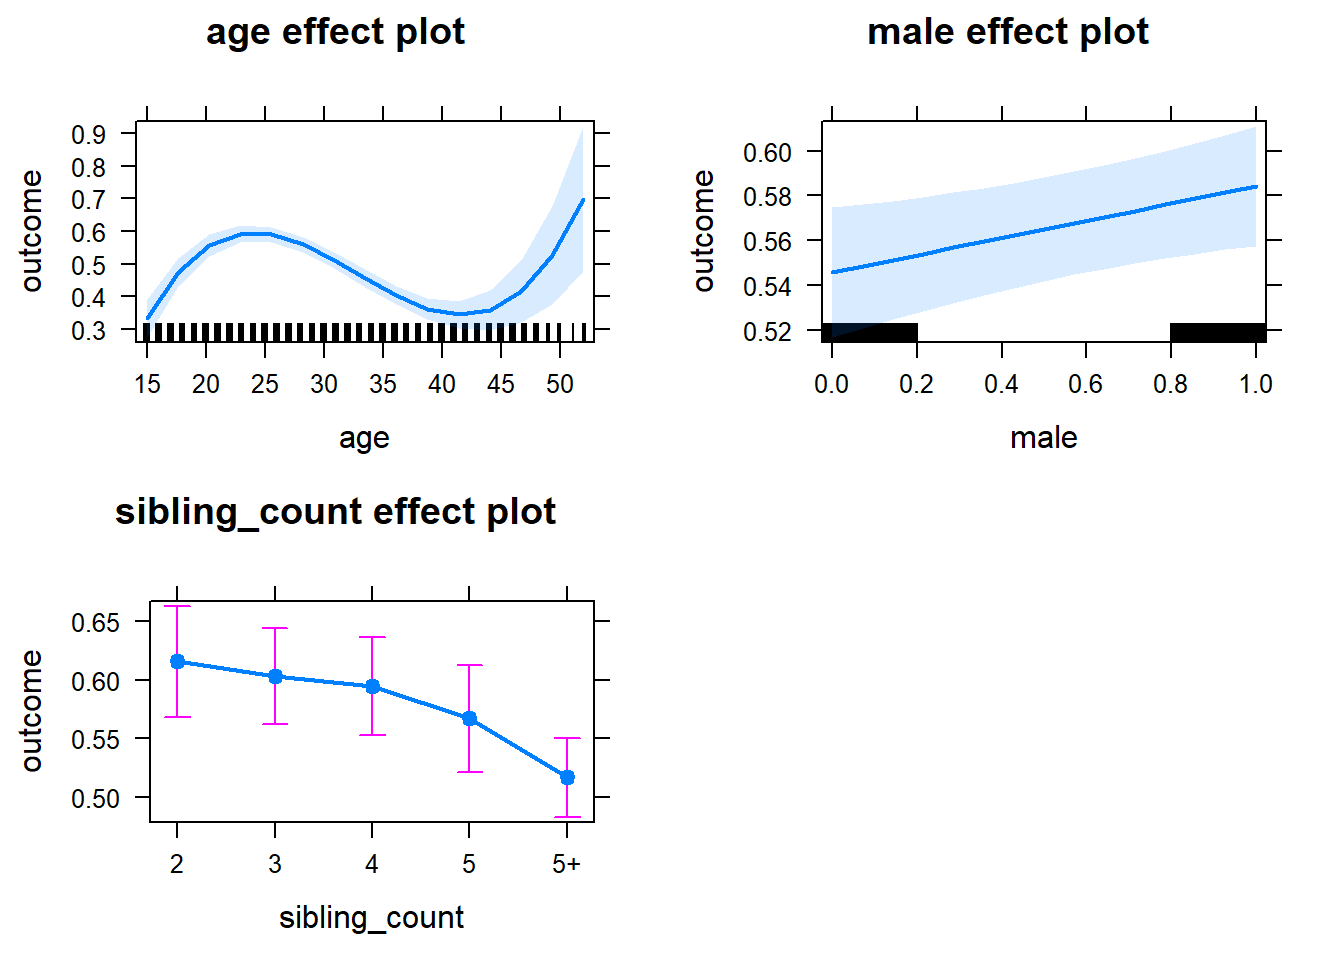 age effect plot
outcome
0.9
0.8
0.7
0.6
0.5
0.4
0.3
15 20 25 30 35 40 45 50
age
male effect plot
outcome
0.60
0.58
0.56
0.54
0.52
0.0 0.2 0.4 0.6 0.8 1.0
male
sibling_count effect plot
outcome
0.65
0.60
0.55
0.50
2 3 4 5 5+
sibling_count